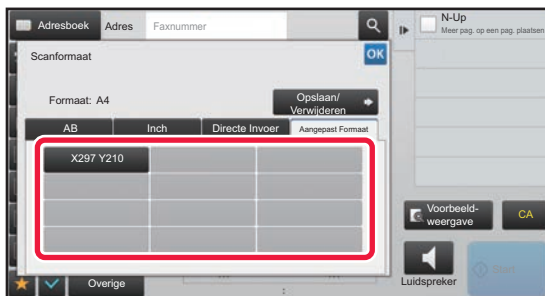 Adresboek
Adres
Faxnummer
N-Up
Meer pag. op een pag. plaatsen
Scanformaat
OK
Formaat: A4
Opslaan/
Verwijderen
AB
Inch
Directe Invoer
Aangepast Formaat
X297 Y210
Voorbeeld-
weergave
CA
Overige
Luidspreker
Start